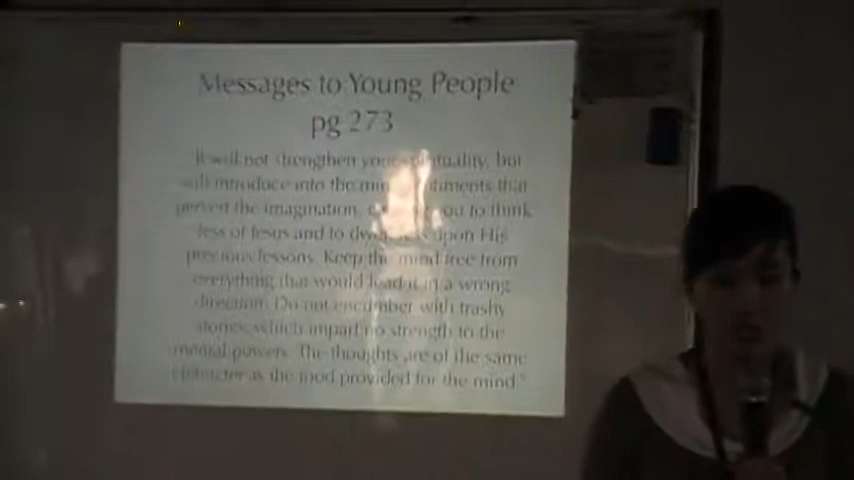 Messages to Young People
pg 273
It will not strengthen your spirituality, but
will introduce into the mind sentiments that
pervert the imagination, you to think
less of Jesus and to dwell less upon His
precious lessons. Keep the mind free from
everything that would lead it in a wrong
direction. Do not encumber it with trashy
stories, which impart no strength to the
mental powers. The thoughts are of the same
character as the food provided for the mind."